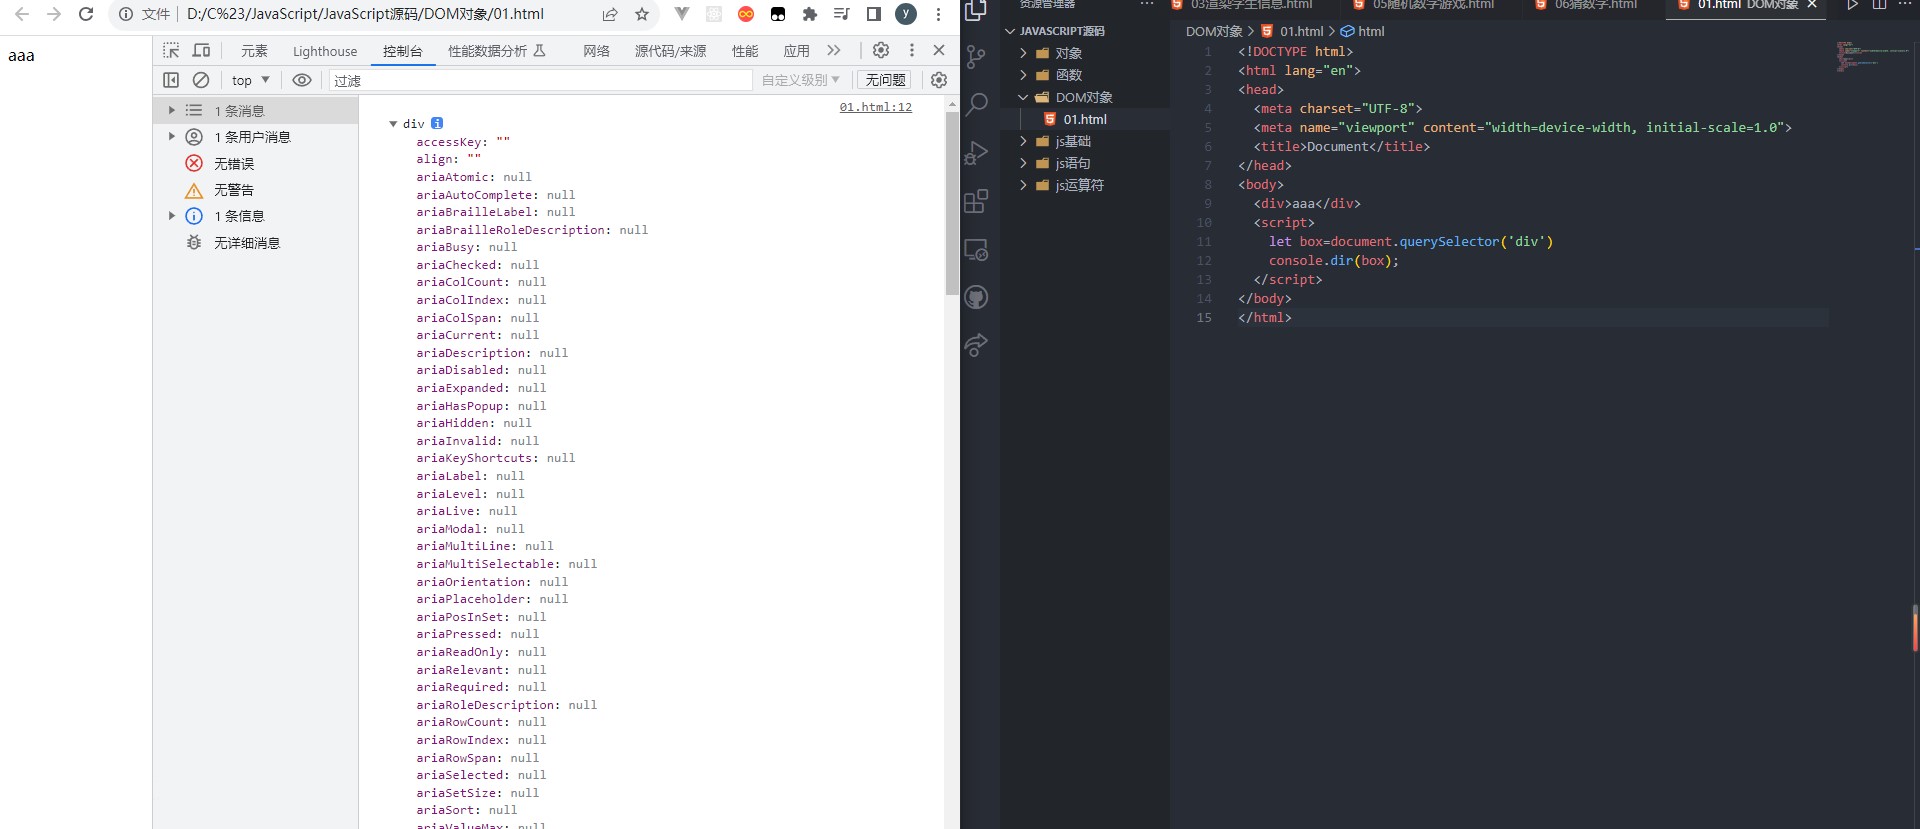 文件 D:/C%23/JavaScript/JavaScript源码/DOM对象/01.html y
aaa
元素 Lighthouse 控制台 性能数据分析 网络 源代码/来源 性能 应用
top 过滤 自定义级别 无问题
1 条消息
1 条用户消息
无错误
无警告
1 条信息
无详细消息
01.html:12
div i
accessKey: ""
align: ""
ariaAtomic: null
ariaAutoComplete: null
ariaBrailleLabel: null
ariaBrailleRoleDescription: null
ariaBusy: null
ariaChecked: null
ariaColCount: null
ariaColIndex: null
ariaColSpan: null
ariaCurrent: null
ariaDescription: null
ariaDisabled: null
ariaExpanded: null
ariaHasPopup: null
ariaHidden: null
ariaInvalid: null
ariaKeyShortcuts: null
ariaLabel: null
ariaLevel: null
ariaLive: null
ariaModal: null
ariaMultiLine: null
ariaMultiSelectable: null
ariaOrientation: null
ariaPlaceholder: null
ariaPosInSet: null
ariaPressed: null
ariaReadOnly: null
ariaRelevant: null
ariaRequired: null
ariaRoleDescription: null
ariaRowCount: null
ariaRowIndex: null
ariaRowSpan: null
ariaSelected: null
ariaSetSize: null
ariaSort: null
ariaValueMax: null
资源管理器
JAVASCRIPT源码
对象
函数
DOM对象
01.html
js基础
js语句
js运算符
03渲染学生信息.html 05随机数字游戏.html 06猜数字.html 01.html DOM对象
DOM对象 > 01.html > html
1 <!DOCTYPE html>
2 <html lang="en">
3 <head>
4 <meta charset="UTF-8">
5 <meta name="viewport" content="width=device-width, initial-scale=1.0">
6 <title>Document</title>
7 </head>
8 <body>
9 <div>aaa</div>
10 <script>
11 let box=document.querySelector('div')
12 console.dir(box);
13 </script>
14 </body>
15 </html>